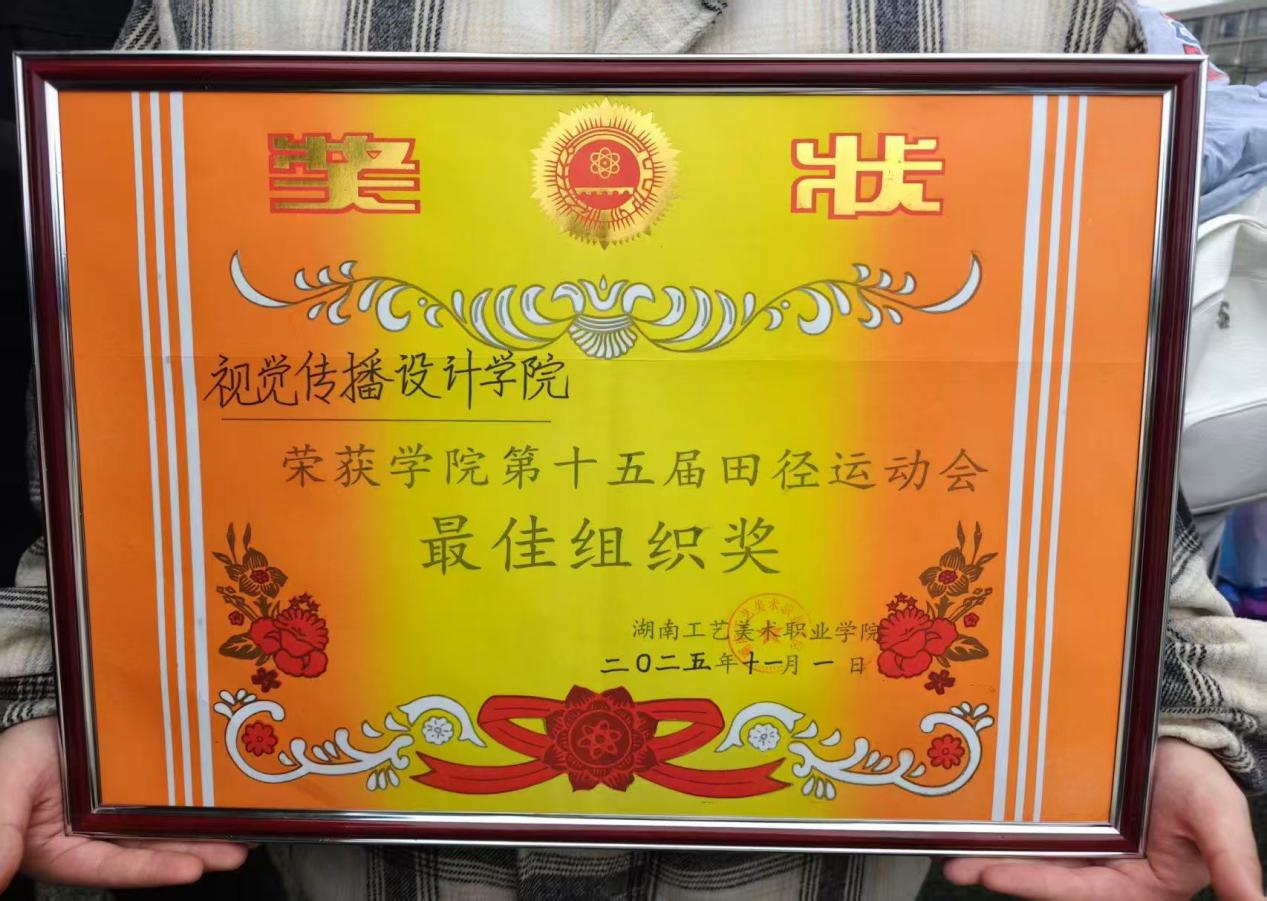 奖状
视觉传播设计学院
荣获学院第十五届田径运动会
最佳组织奖
湖南工艺美术职业学院
二〇二五年十一月一日